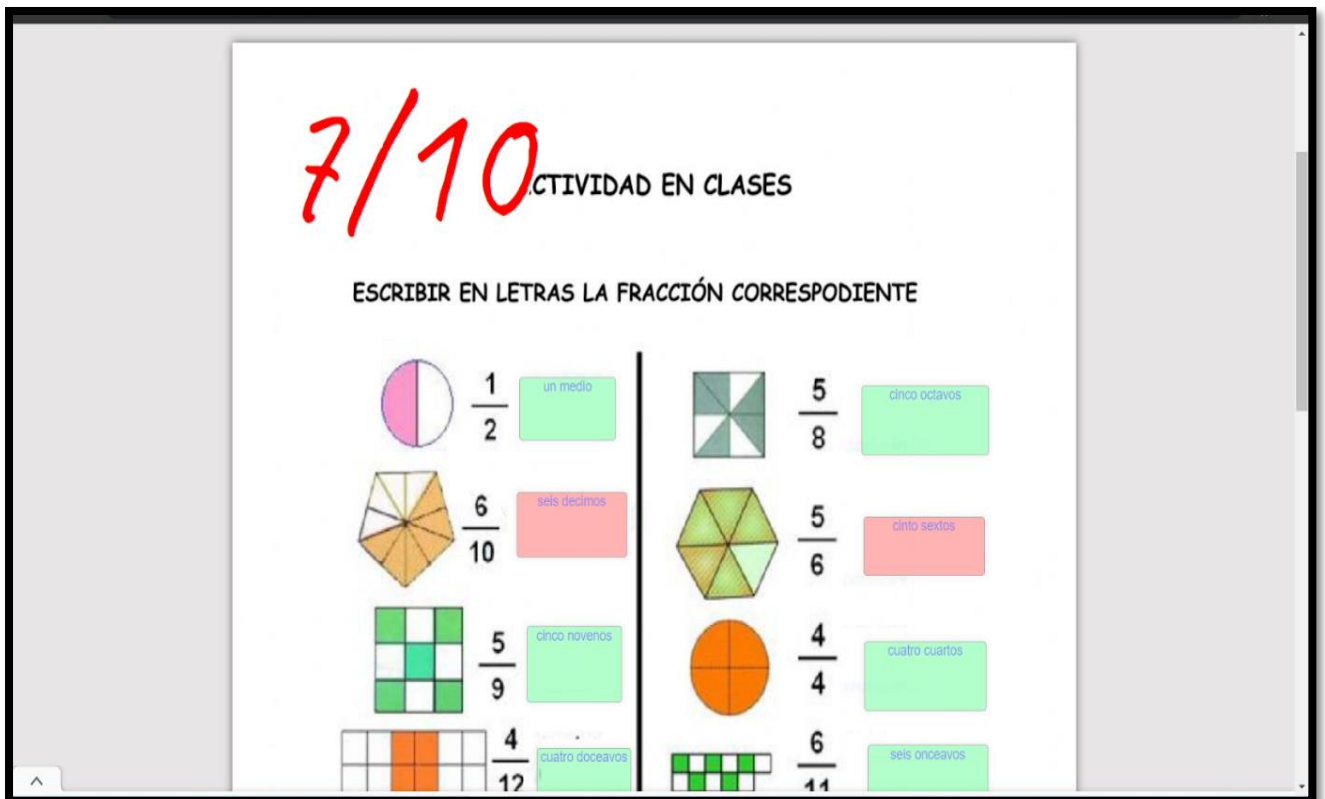 7/10
.CTIVIDAD EN CLASES
ESCRIBIR EN LETRAS LA FRACCIÓN CORRESPODIENTE
1/2 un medio
6/10 seis decimos
5/9 cinco novenos
4/12 cuatro doceavos
5/8 cinco octavos
5/6 cinto sextos
4/4 cuatro cuartos
6/11 seis onceavos